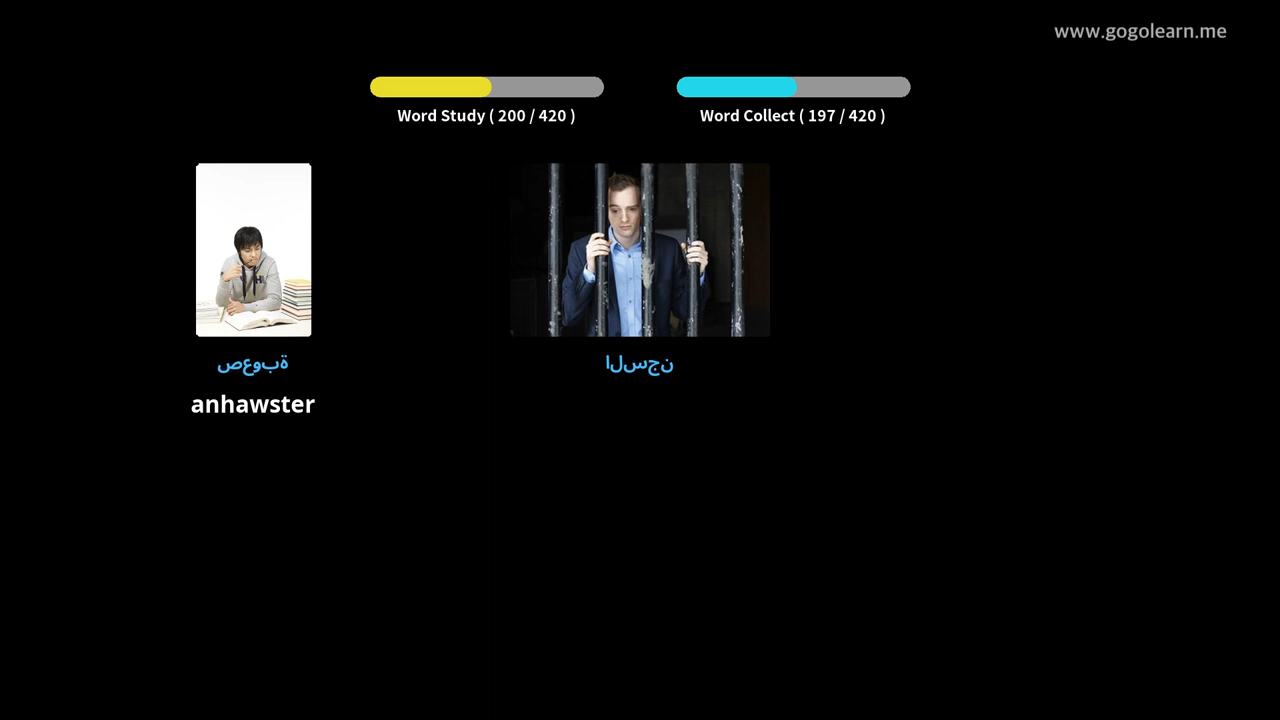 www.gogolearn.me
Word Study ( 200 / 420 )
Word Collect ( 197 / 420 )
صعوبة
السجن
anhawster